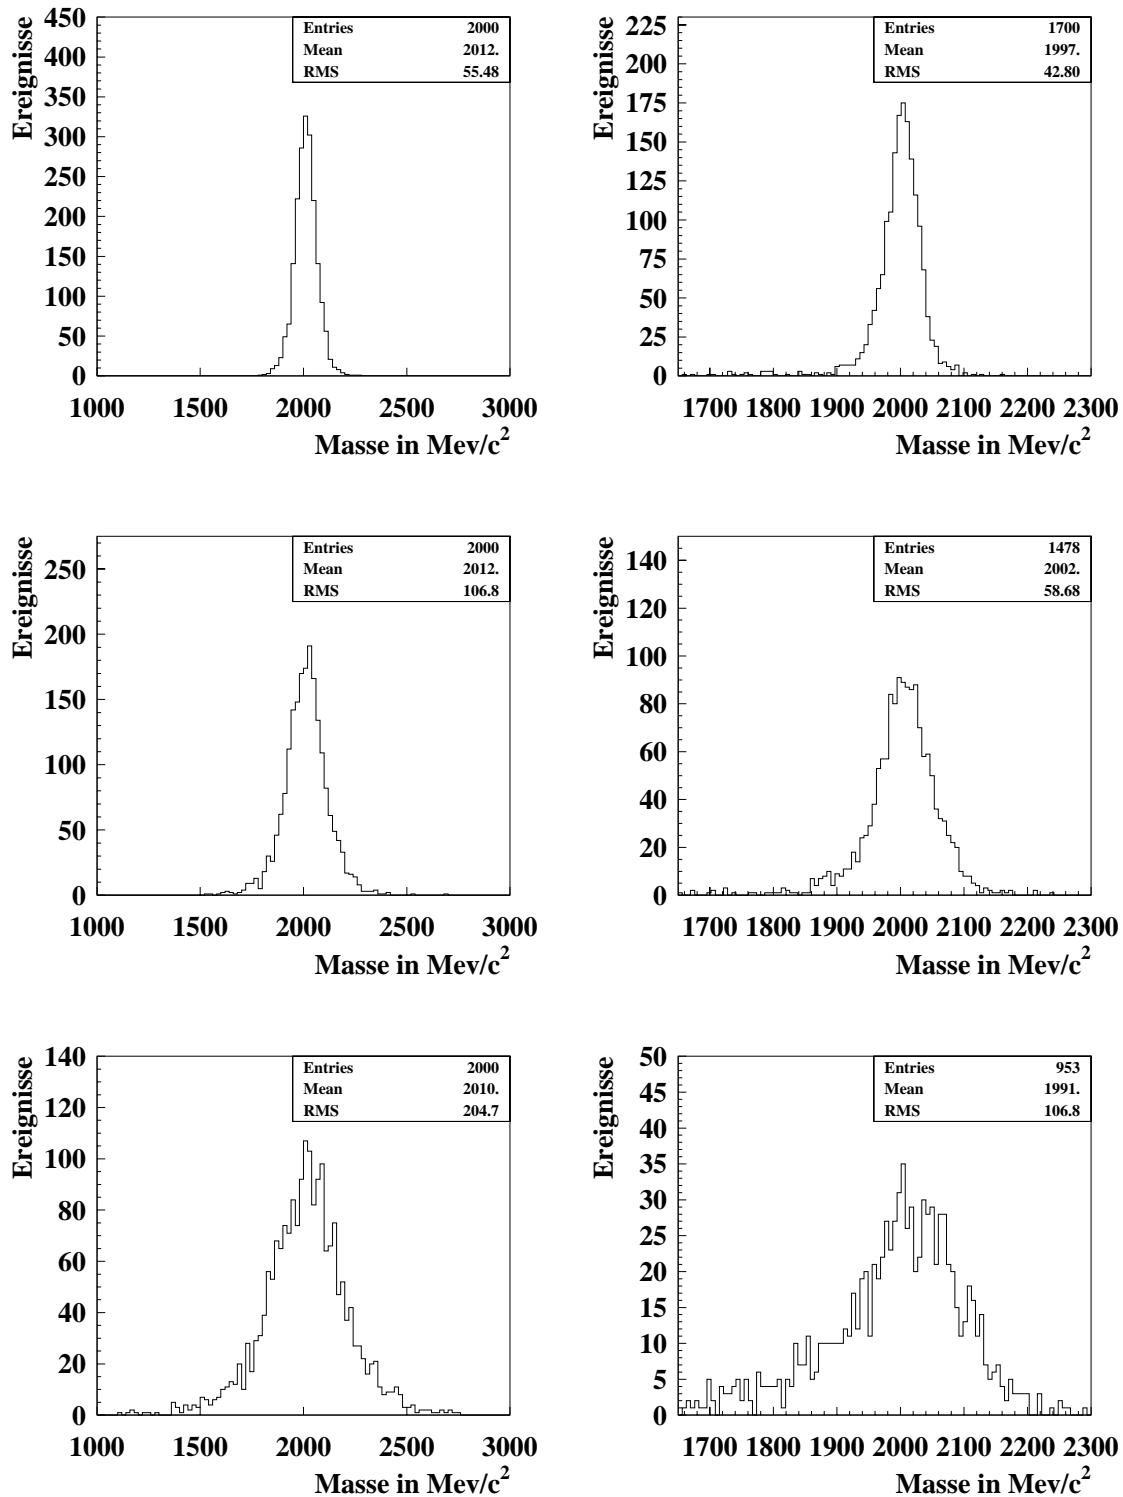 Ereignisse
450
400
350
300
250
200
150
100
50
0
Entries 2000
Mean 2012.
RMS 55.48
1000 1500 2000 2500 3000
Masse in Mev/c²
Ereignisse
225
200
175
150
125
100
75
50
25
0
Entries 1700
Mean 1997.
RMS 42.80
1700 1800 1900 2000 2100 2200 2300
Masse in Mev/c²
Ereignisse
250
200
150
100
50
0
Entries 2000
Mean 2012.
RMS 106.8
1000 1500 2000 2500 3000
Masse in Mev/c²
Ereignisse
140
120
100
80
60
40
20
0
Entries 1478
Mean 2002.
RMS 58.68
1700 1800 1900 2000 2100 2200 2300
Masse in Mev/c²
Ereignisse
140
120
100
80
60
40
20
0
Entries 2000
Mean 2010.
RMS 204.7
1000 1500 2000 2500 3000
Masse in Mev/c²
Ereignisse
50
45
40
35
30
25
20
15
10
5
0
Entries 953
Mean 1991.
RMS 106.8
1700 1800 1900 2000 2100 2200 2300
Masse in Mev/c²